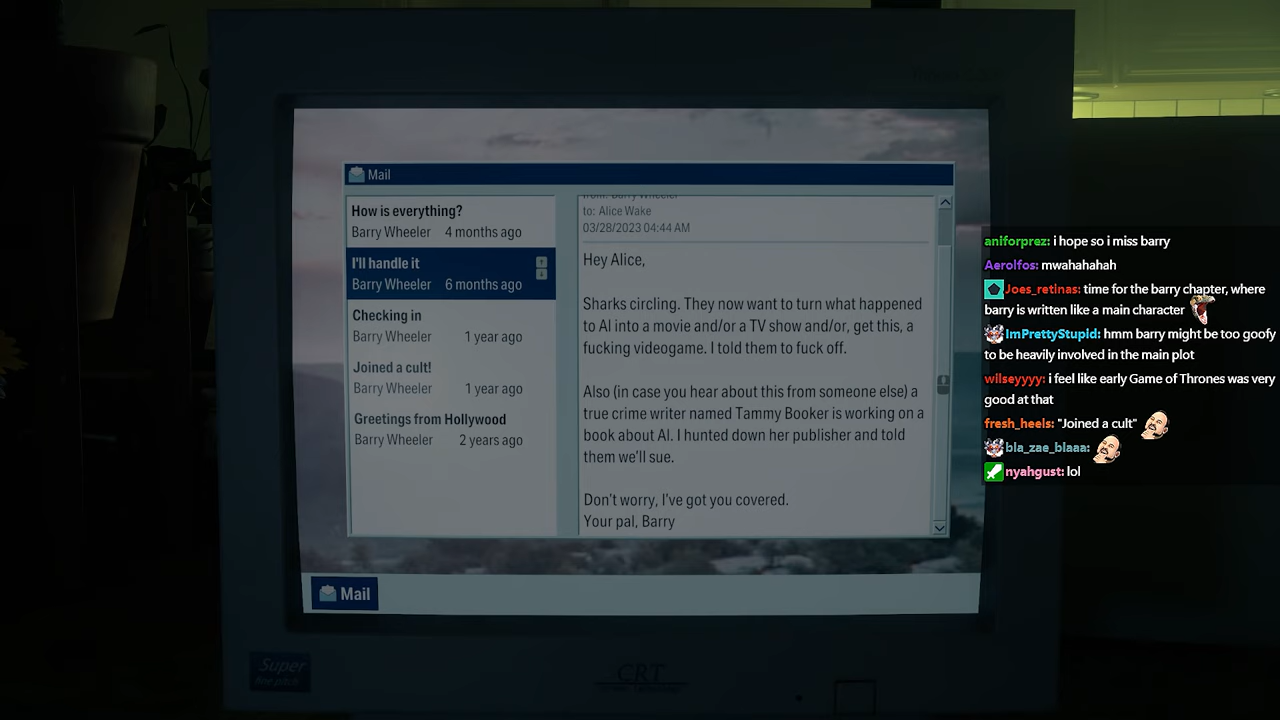 Mail
How is everything?
Barry Wheeler 4 months ago
I'll handle it
Barry Wheeler 6 months ago
Checking in
Barry Wheeler 1 year ago
Joined a cult!
Barry Wheeler 1 year ago
Greetings from Hollywood
Barry Wheeler 2 years ago
from: Barry Wheeler
to: Alice Wake
03/28/2023 04:44 AM
Hey Alice,
Sharks circling. They now want to turn what happened
to Al into a movie and/or a TV show and/or, get this, a
fucking videogame. I told them to fuck off.
Also (in case you hear about this from someone else) a
true crime writer named Tammy Booker is working on a
book about Al. I hunted down her publisher and told
them we'll sue.
Don't worry, I've got you covered.
Your pal, Barry
Mail
Super
fine pitch
CRT
aniforprez: i hope so i miss barry
Aerolfos: mwahahahah
Joes_retinas: time for the barry chapter, where
barry is written like a main character
ImPrettyStupid: hmm barry might be too goofy
to be heavily involved in the main plot
wilseyyyy: i feel like early Game of Thrones was very
good at that
fresh_heels: "Joined a cult"
bla_zae_blaaa:
nyahgust: lol